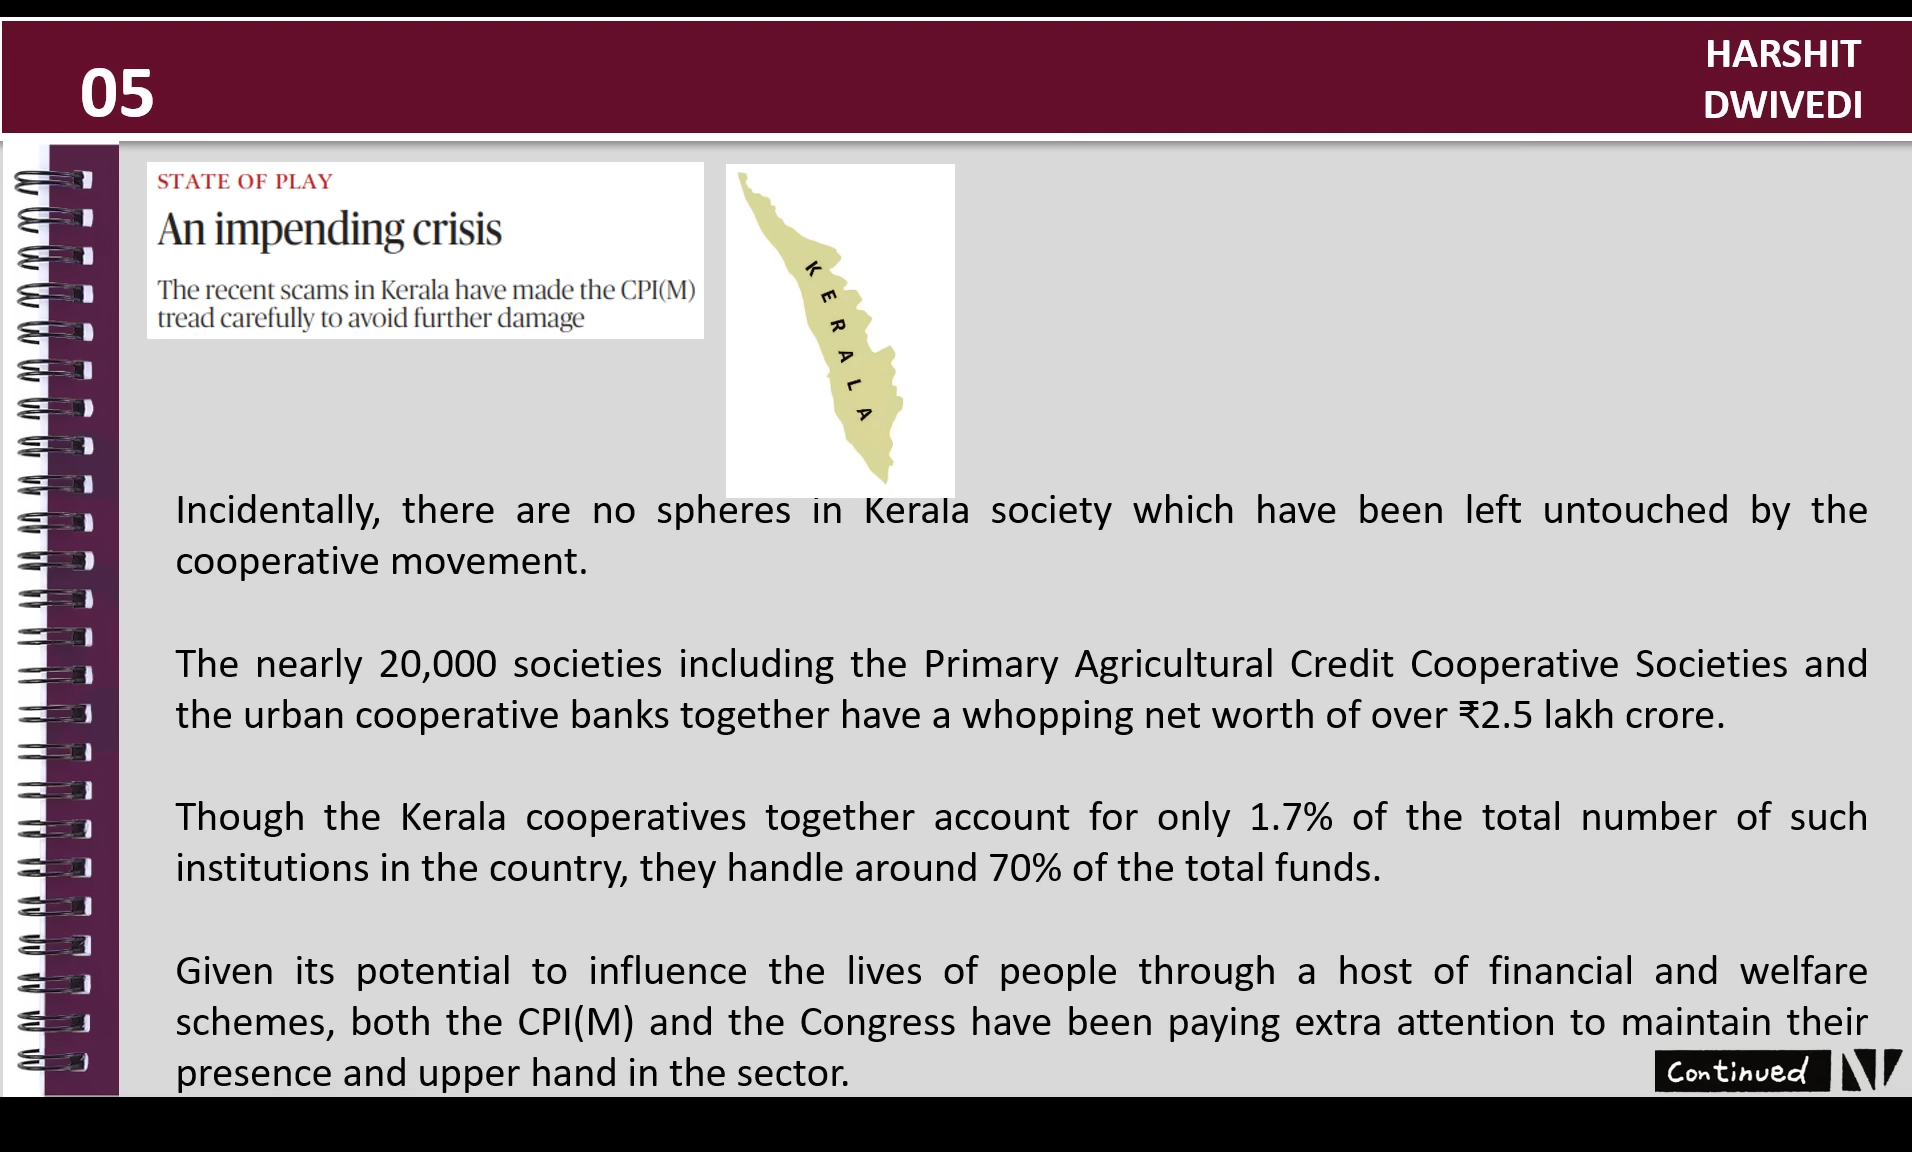 05
HARSHIT
DWIVEDI
STATE OF PLAY
An impending crisis
The recent scams in Kerala have made the CPI(M)
tread carefully to avoid further damage
KERALA
Incidentally, there are no spheres in Kerala society which have been left untouched by the
cooperative movement.
The nearly 20,000 societies including the Primary Agricultural Credit Cooperative Societies and
the urban cooperative banks together have a whopping net worth of over ₹2.5 lakh crore.
Though the Kerala cooperatives together account for only 1.7% of the total number of such
institutions in the country, they handle around 70% of the total funds.
Given its potential to influence the lives of people through a host of financial and welfare
schemes, both the CPI(M) and the Congress have been paying extra attention to maintain their
presence and upper hand in the sector.
Continued